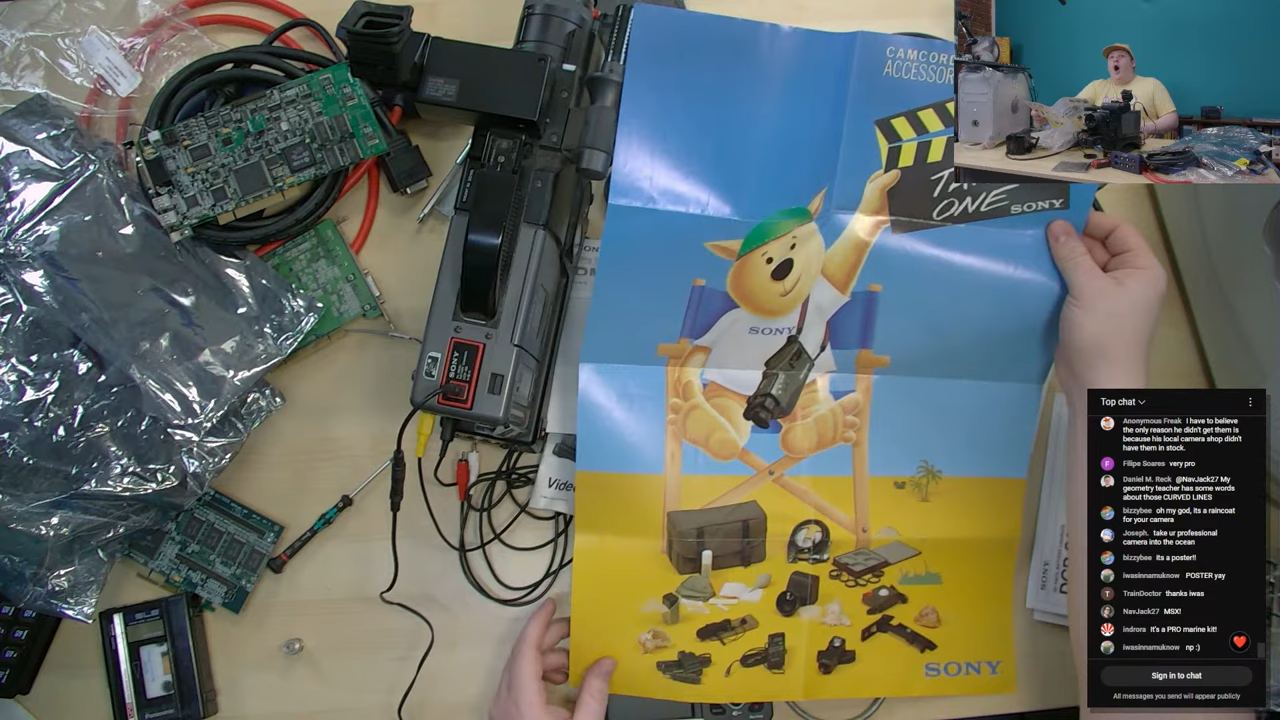 CAMCOR
ACCESSOR
ONE
SONY
SONY
SONY
SONY
Vide
SONY
Top chat
Anonymous Freak I have to believe
the only reason he didn't get them is
because his local camera shop didn't
have them in stock.
Filipe Soares very pro
Daniel M. Reck @NavJack27 My
geometry teacher has some words
about those CURVED LINES
bizzybee oh my god, its a raincoat
for your camera
Joseph. take ur professional
camera into the ocean
bizzybee its a poster!!
iwasinnamuknow POSTER yay
TrainDoctor thanks iwas
NavJack27 MSX!
indrora It's a PRO marine kit!
iwasinnamuknow np :)
Sign in to chat
All messages you send will appear publicly